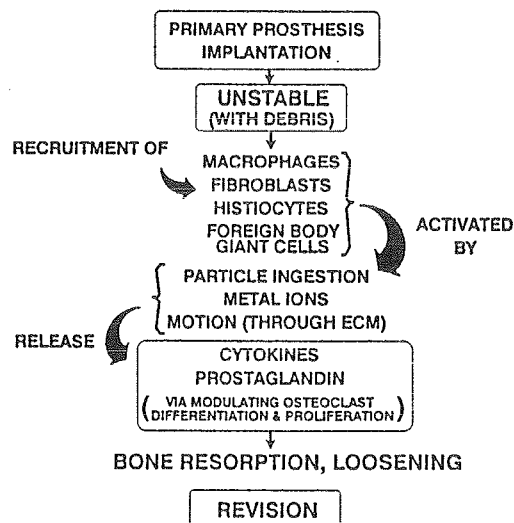 PRIMARY PROSTHESIS
IMPLANTATION
UNSTABLE
(WITH DEBRIS)
RECRUITMENT OF
MACROPHAGES
FIBROBLASTS
HISTIOCYTES
FOREIGN BODY
GIANT CELLS
ACTIVATED
BY
PARTICLE INGESTION
METAL IONS
MOTION (THROUGH ECM)
RELEASE
CYTOKINES
PROSTAGLANDIN
(VIA MODULATING OSTEOCLAST
DIFFERENTIATION & PROLIFERATION)
BONE RESORPTION, LOOSENING
REVISION